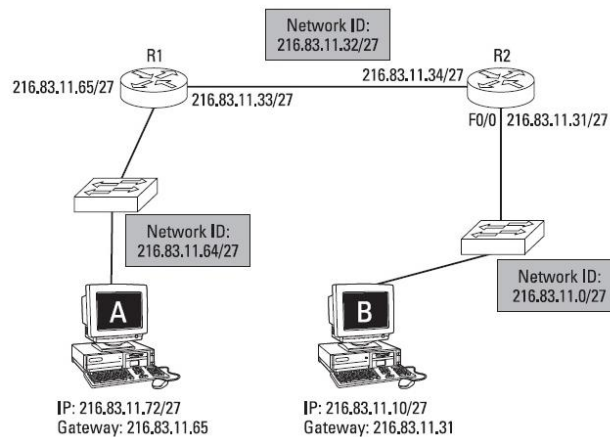 Network ID:
216.83.11.32/27
R1
R2
216.83.11.65/27
216.83.11.33/27
216.83.11.34/27
F0/0
216.83.11.31/27
Network ID:
216.83.11.64/27
Network ID:
216.83.11.0/27
A
B
IP: 216.83.11.72/27
Gateway: 216.83.11.65
IP: 216.83.11.10/27
Gateway: 216.83.11.31